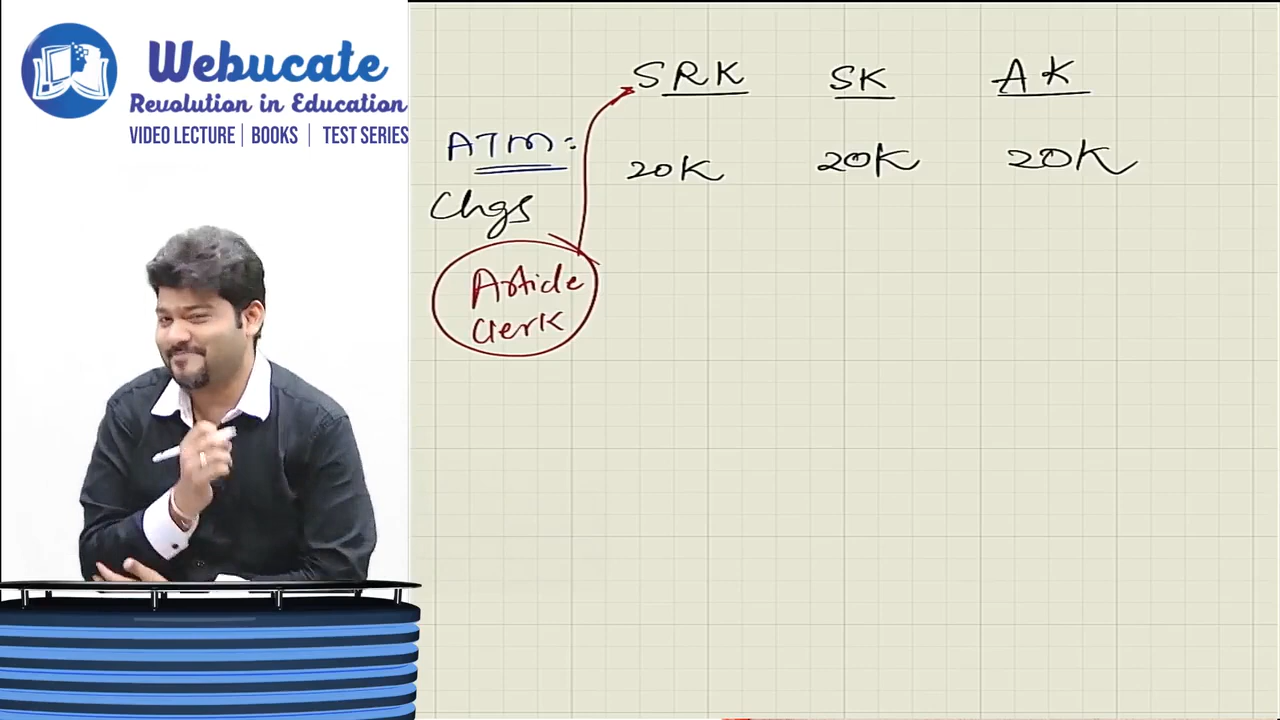 Webucate
Revolution in Education
VIDEO LECTURE | BOOKS | TEST SERIES
SRK SK AK
ATM:
20K 20K 20K
Chgs
Article
Clerk